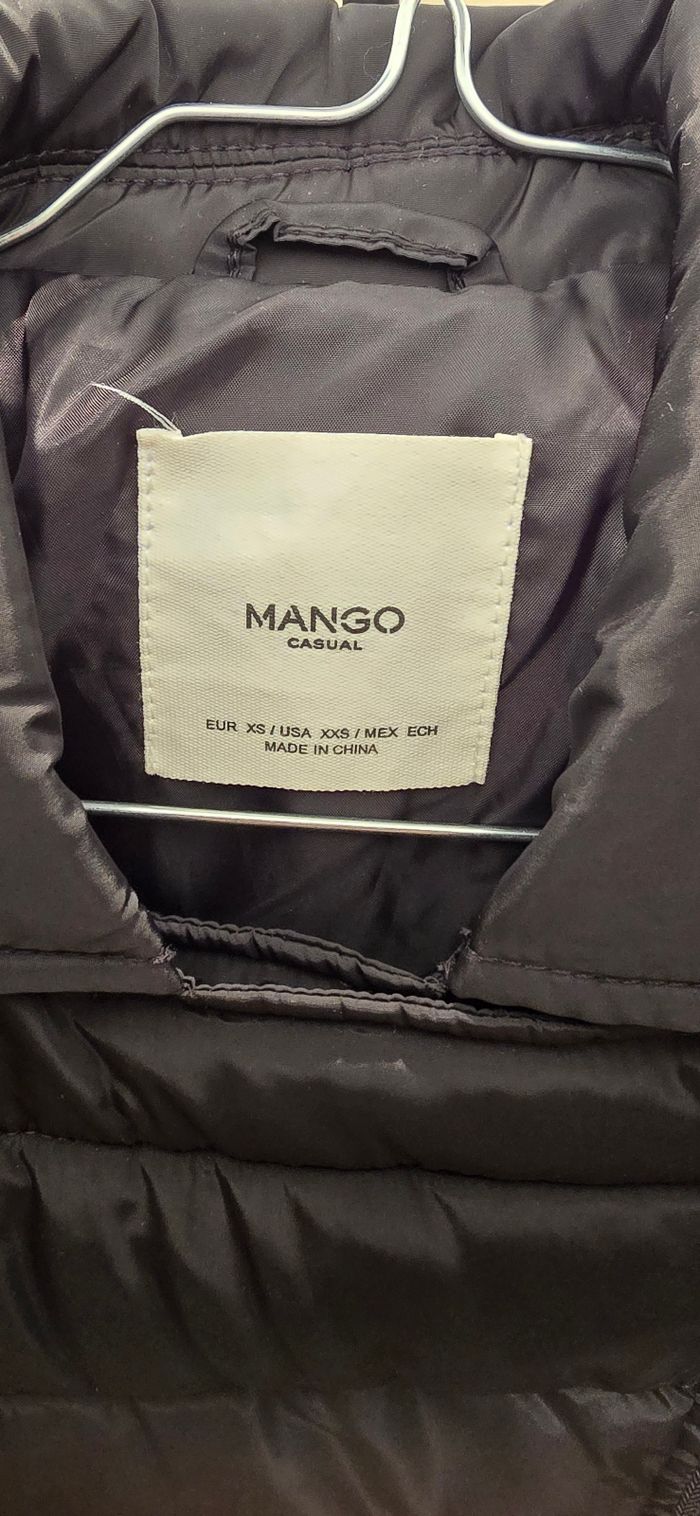 MANGO
CASUAL
EUR XS / USA XXS / MEX ECH
MADE IN CHINA